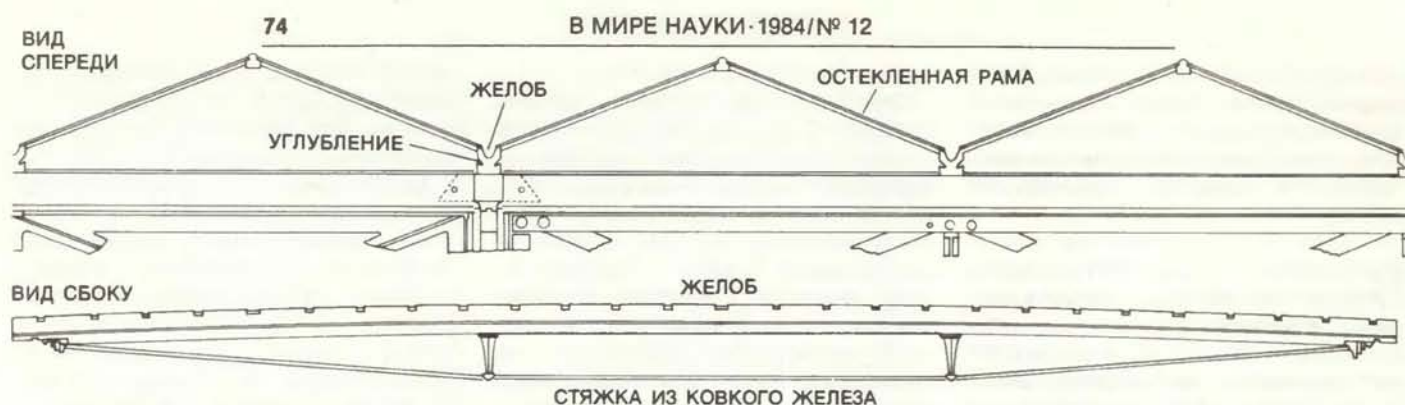 74
В МИРЕ НАУКИ · 1984/№ 12
ВИД
СПЕРЕДИ
ЖЕЛОБ
ОСТЕКЛЕННАЯ РАМА
УГЛУБЛЕНИЕ
ВИД СБОКУ
ЖЕЛОБ
СТЯЖКА ИЗ КОВКОГО ЖЕЛЕЗА